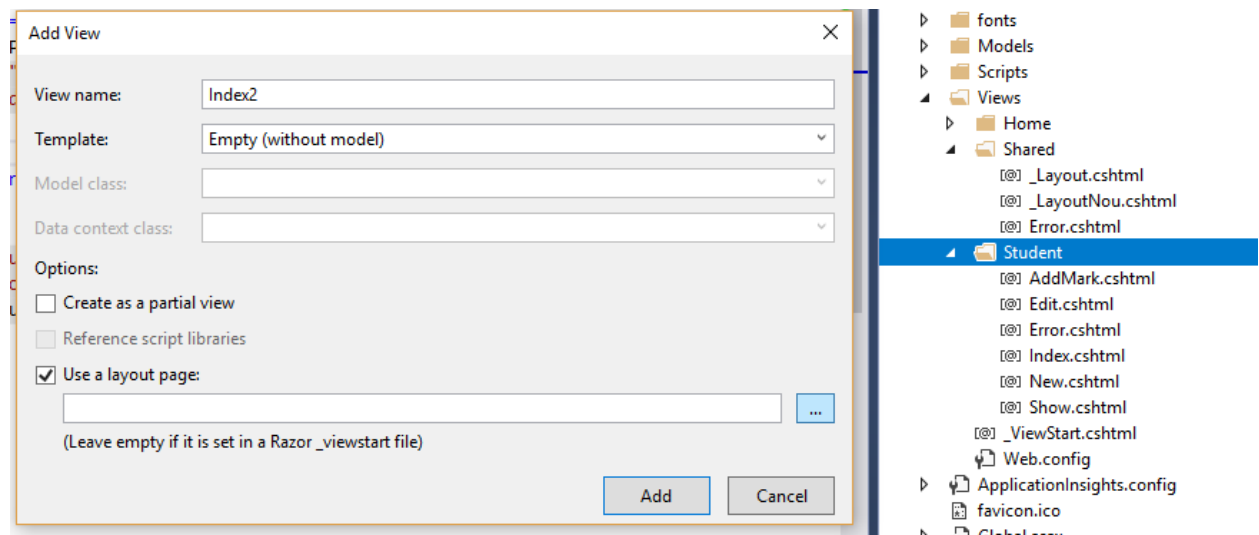 Add View
View name:
Index2
Template:
Empty (without model)
Model class:
Data context class:
Options:
Create as a partial view
Reference script libraries
Use a layout page:
...
(Leave empty if it is set in a Razor _viewstart file)
Add
Cancel
fonts
Models
Scripts
Views
Home
Shared
[@] _Layout.cshtml
[@] _LayoutNou.cshtml
[@] Error.cshtml
Student
[@] AddMark.cshtml
[@] Edit.cshtml
[@] Error.cshtml
[@] Index.cshtml
[@] New.cshtml
[@] Show.cshtml
[@] _ViewStart.cshtml
Web.config
ApplicationInsights.config
favicon.ico